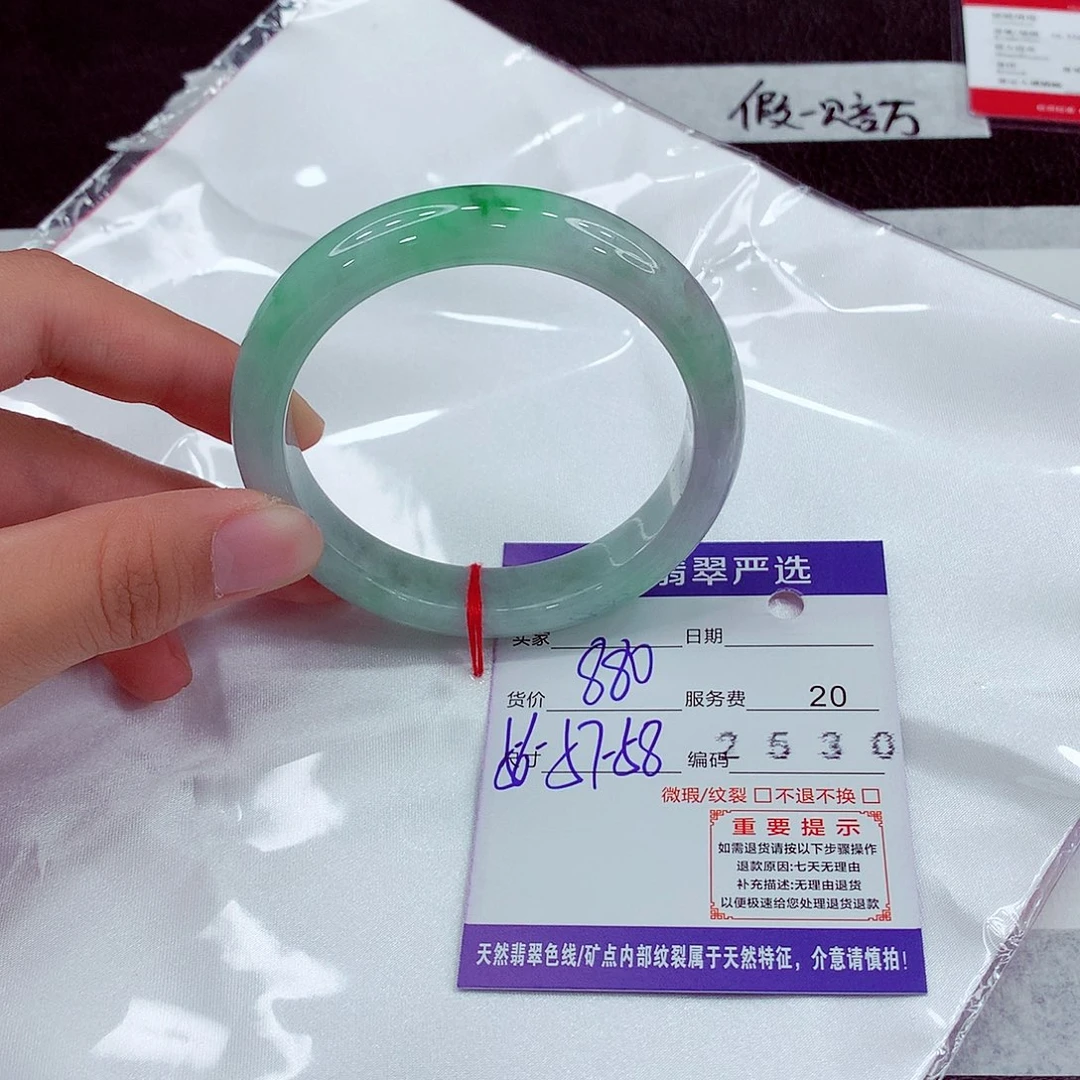 假一赔万
翡翠严选
买家 日期
货价 880 服务费 20
尺寸 56-57-58 编码 2530
微瑕/纹裂 □不退不换 □
重要提示
如需退货请按以下步骤操作
退款原因:七天无理由
补充描述:无理由退货
以便极速给您处理退货退款
天然翡翠色线/矿点内部纹裂属于天然特征，介意请慎拍!